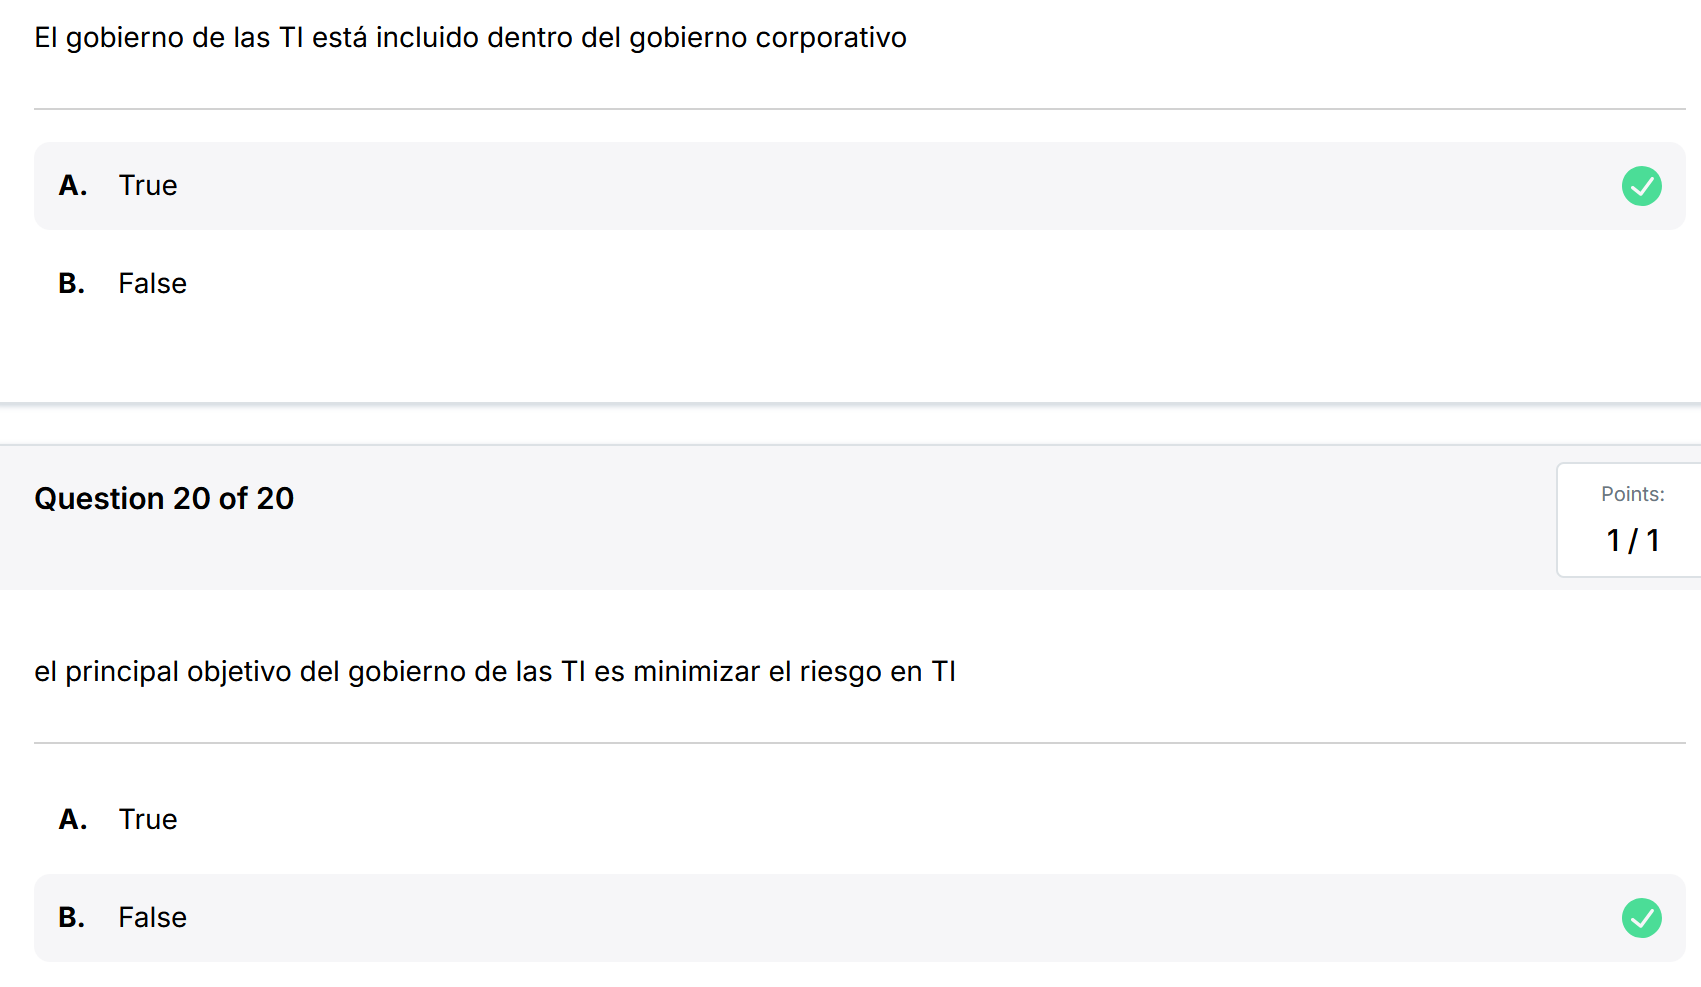 El gobierno de las TI está incluido dentro del gobierno corporativo
A. True
B. False
Question 20 of 20
Points:
1 / 1
el principal objetivo del gobierno de las TI es minimizar el riesgo en TI
A. True
B. False